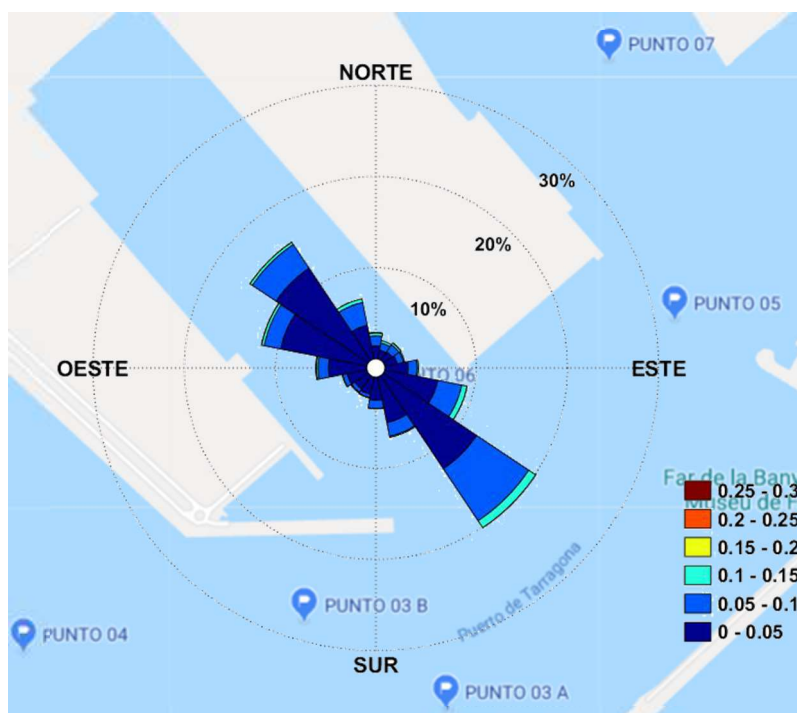 PUNTO 07
NORTE
30%
20%
10%
PUNTO 05
OESTE
06
ESTE
Far de la Bany
0.25 - 0.3
Museu de
0.2 - 0.25
0.15 - 0.2
0.1 - 0.15
0.05 - 0.1
0 - 0.05
Puerto de Tarragona
PUNTO 03 B
PUNTO 04
SUR
PUNTO 03 A